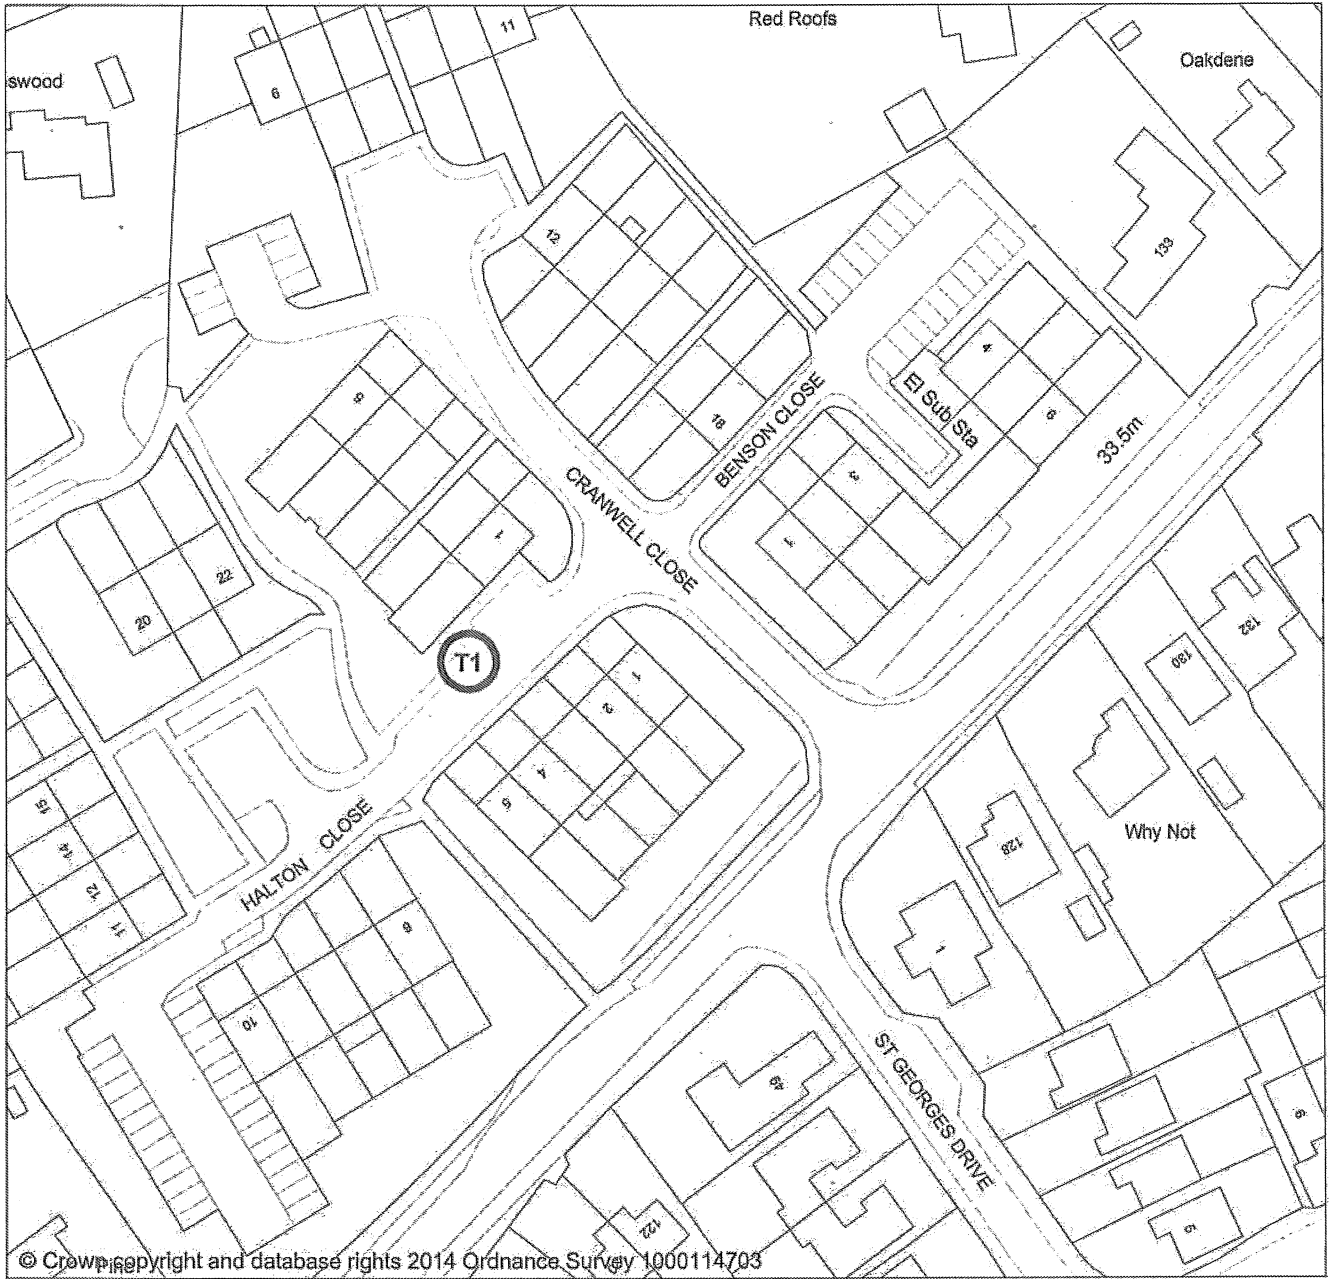 Red Roofs
11
Oakdene
swood
6
12
133
9
4
18
BENSON CLOSE
El Sub Sta
6
33.5m
3
CRANWELL CLOSE
1
1
22
20
132
130
T1
1
2
4
5
15
44
12
11
HALTON CLOSE
Why Not
128
1
6
10
ST GEORGES DRIVE
49
9
122
5
© Crown copyright and database rights 2014 Ordnance Survey 1000114703